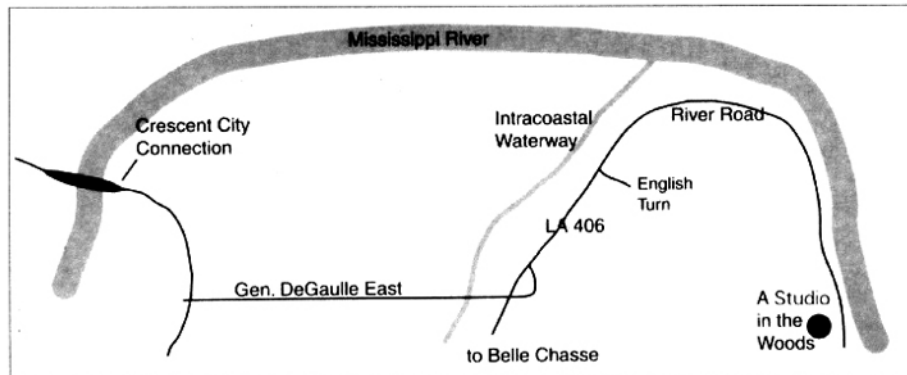 Mississippi River
Crescent City
Connection
Intracoastal
Waterway
River Road
English
Turn
LA 406
Gen. DeGaulle East
A Studio
in the
Woods
to Belle Chasse